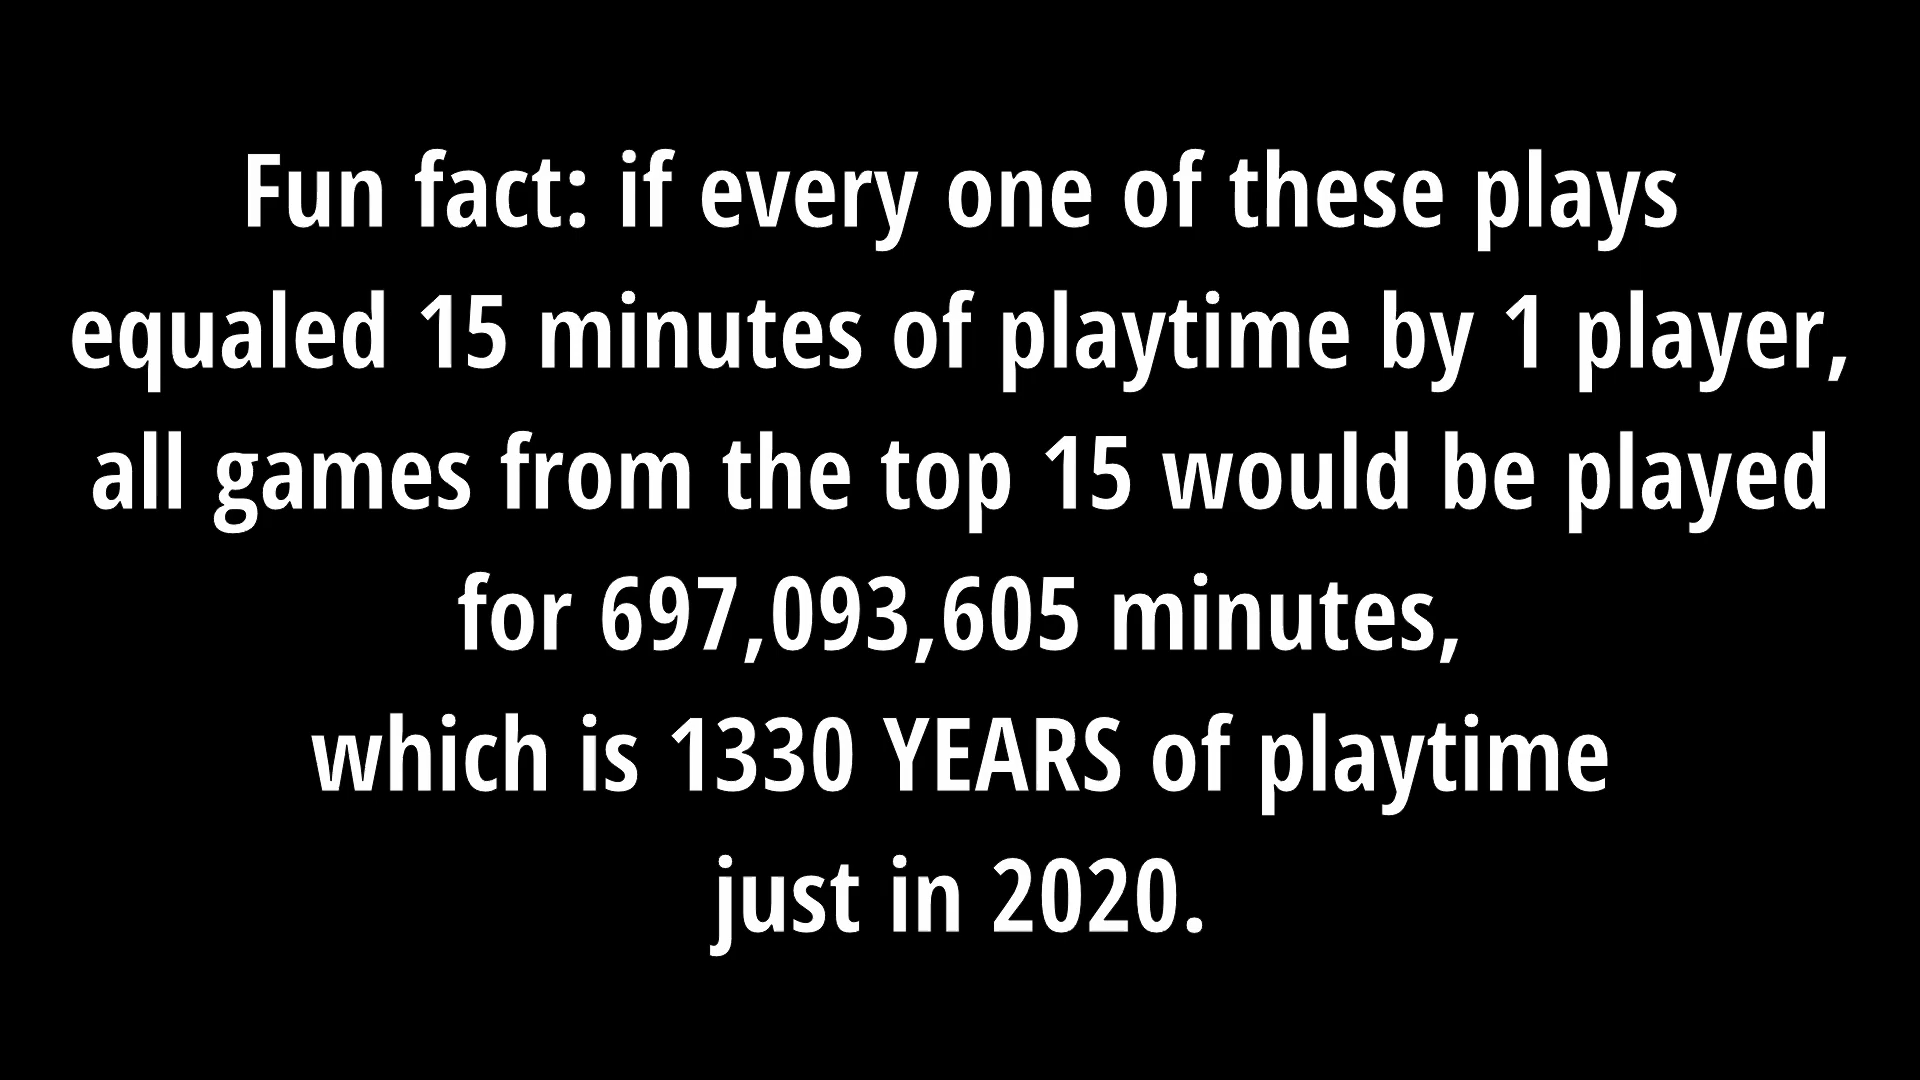 Fun fact: if every one of these plays
equaled 15 minutes of playtime by 1 player,
all games from the top 15 would be played
for 697,093,605 minutes,
which is 1330 YEARS of playtime
just in 2020.